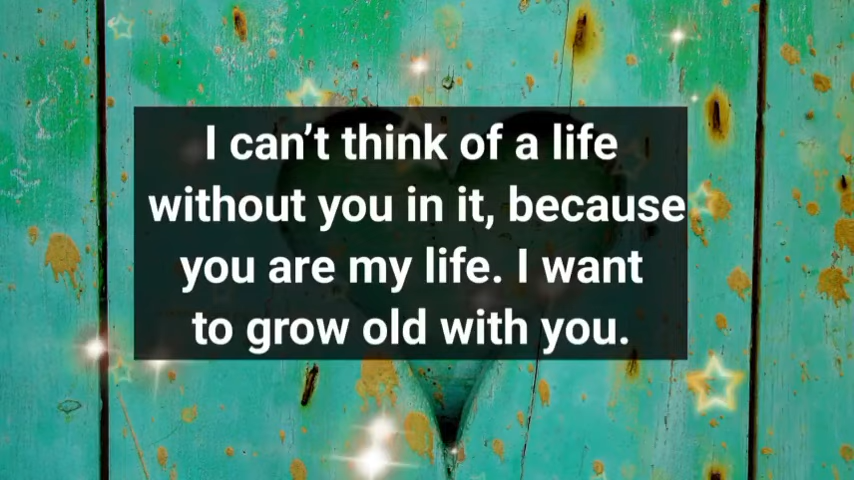 I can’t think of a life
without you in it, because
you are my life. I want
to grow old with you.